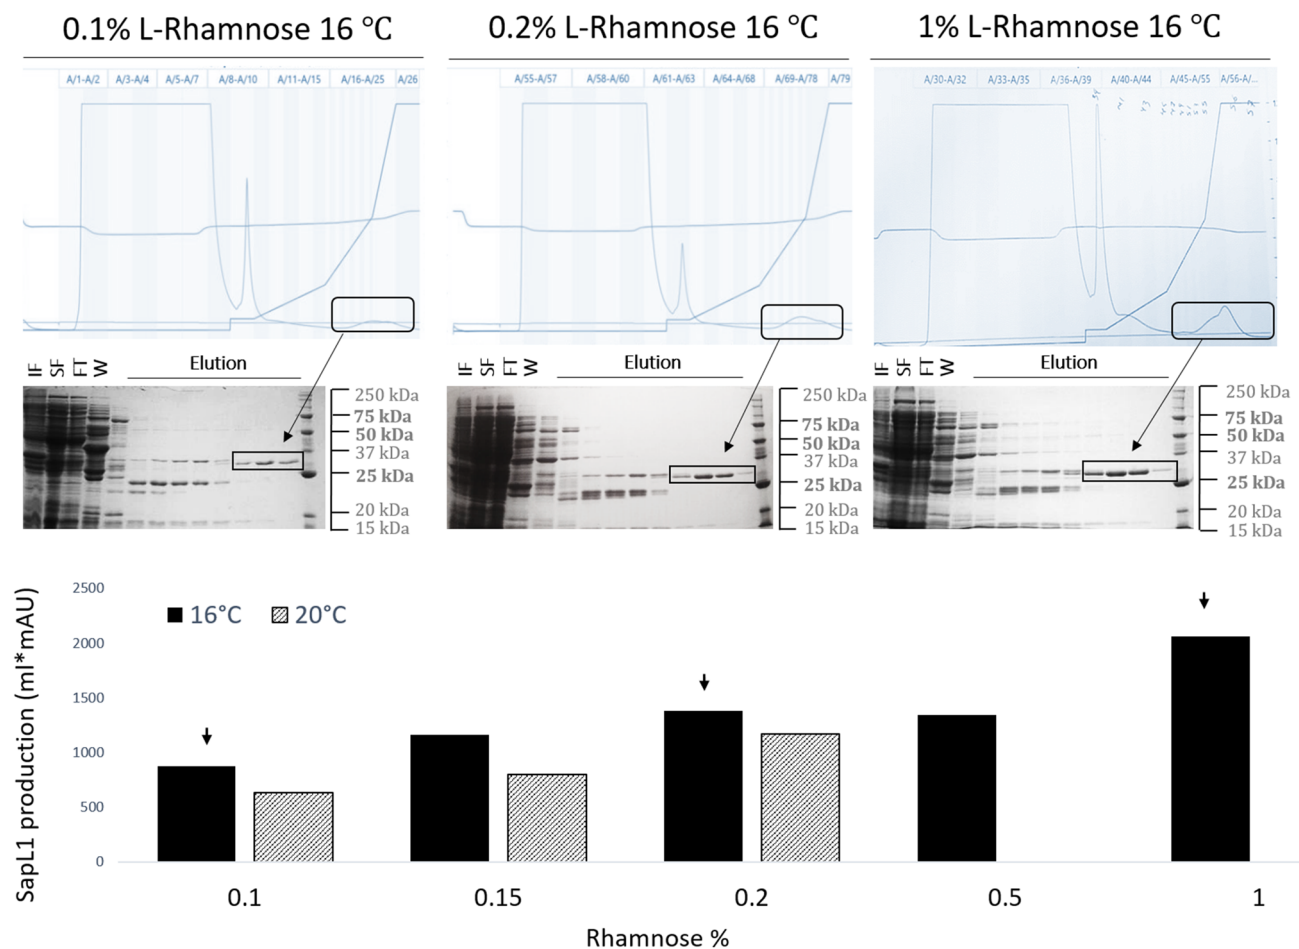 0.1% L-Rhamnose 16 °C
0.2% L-Rhamnose 16 °C
1% L-Rhamnose 16 °C
A/1-A/2 A/3-A/4 A/5-A/7 A/8-A/10 A/11-A/15 A/16-A/25 A/26
A/55-A/57 A/58-A/60 A/61-A/63 A/64-A/68 A/69-A/78 A/79
A/30-A/32 A/33-A/35 A/36-A/39 A/40-A/44 A/45-A/55 A/56-A/...
IF SF FT W Elution
250 kDa
75 kDa
50 kDa
37 kDa
25 kDa
20 kDa
15 kDa
IF SF FT W Elution
250 kDa
75 kDa
50 kDa
37 kDa
25 kDa
20 kDa
15 kDa
IF SF FT W Elution
250 kDa
75 kDa
50 kDa
37 kDa
25 kDa
20 kDa
15 kDa
SapL1 production (ml*mAU)
2500
2000
1500
1000
500
0
16°C 20°C
0.1 0.15 0.2 0.5 1
Rhamnose %